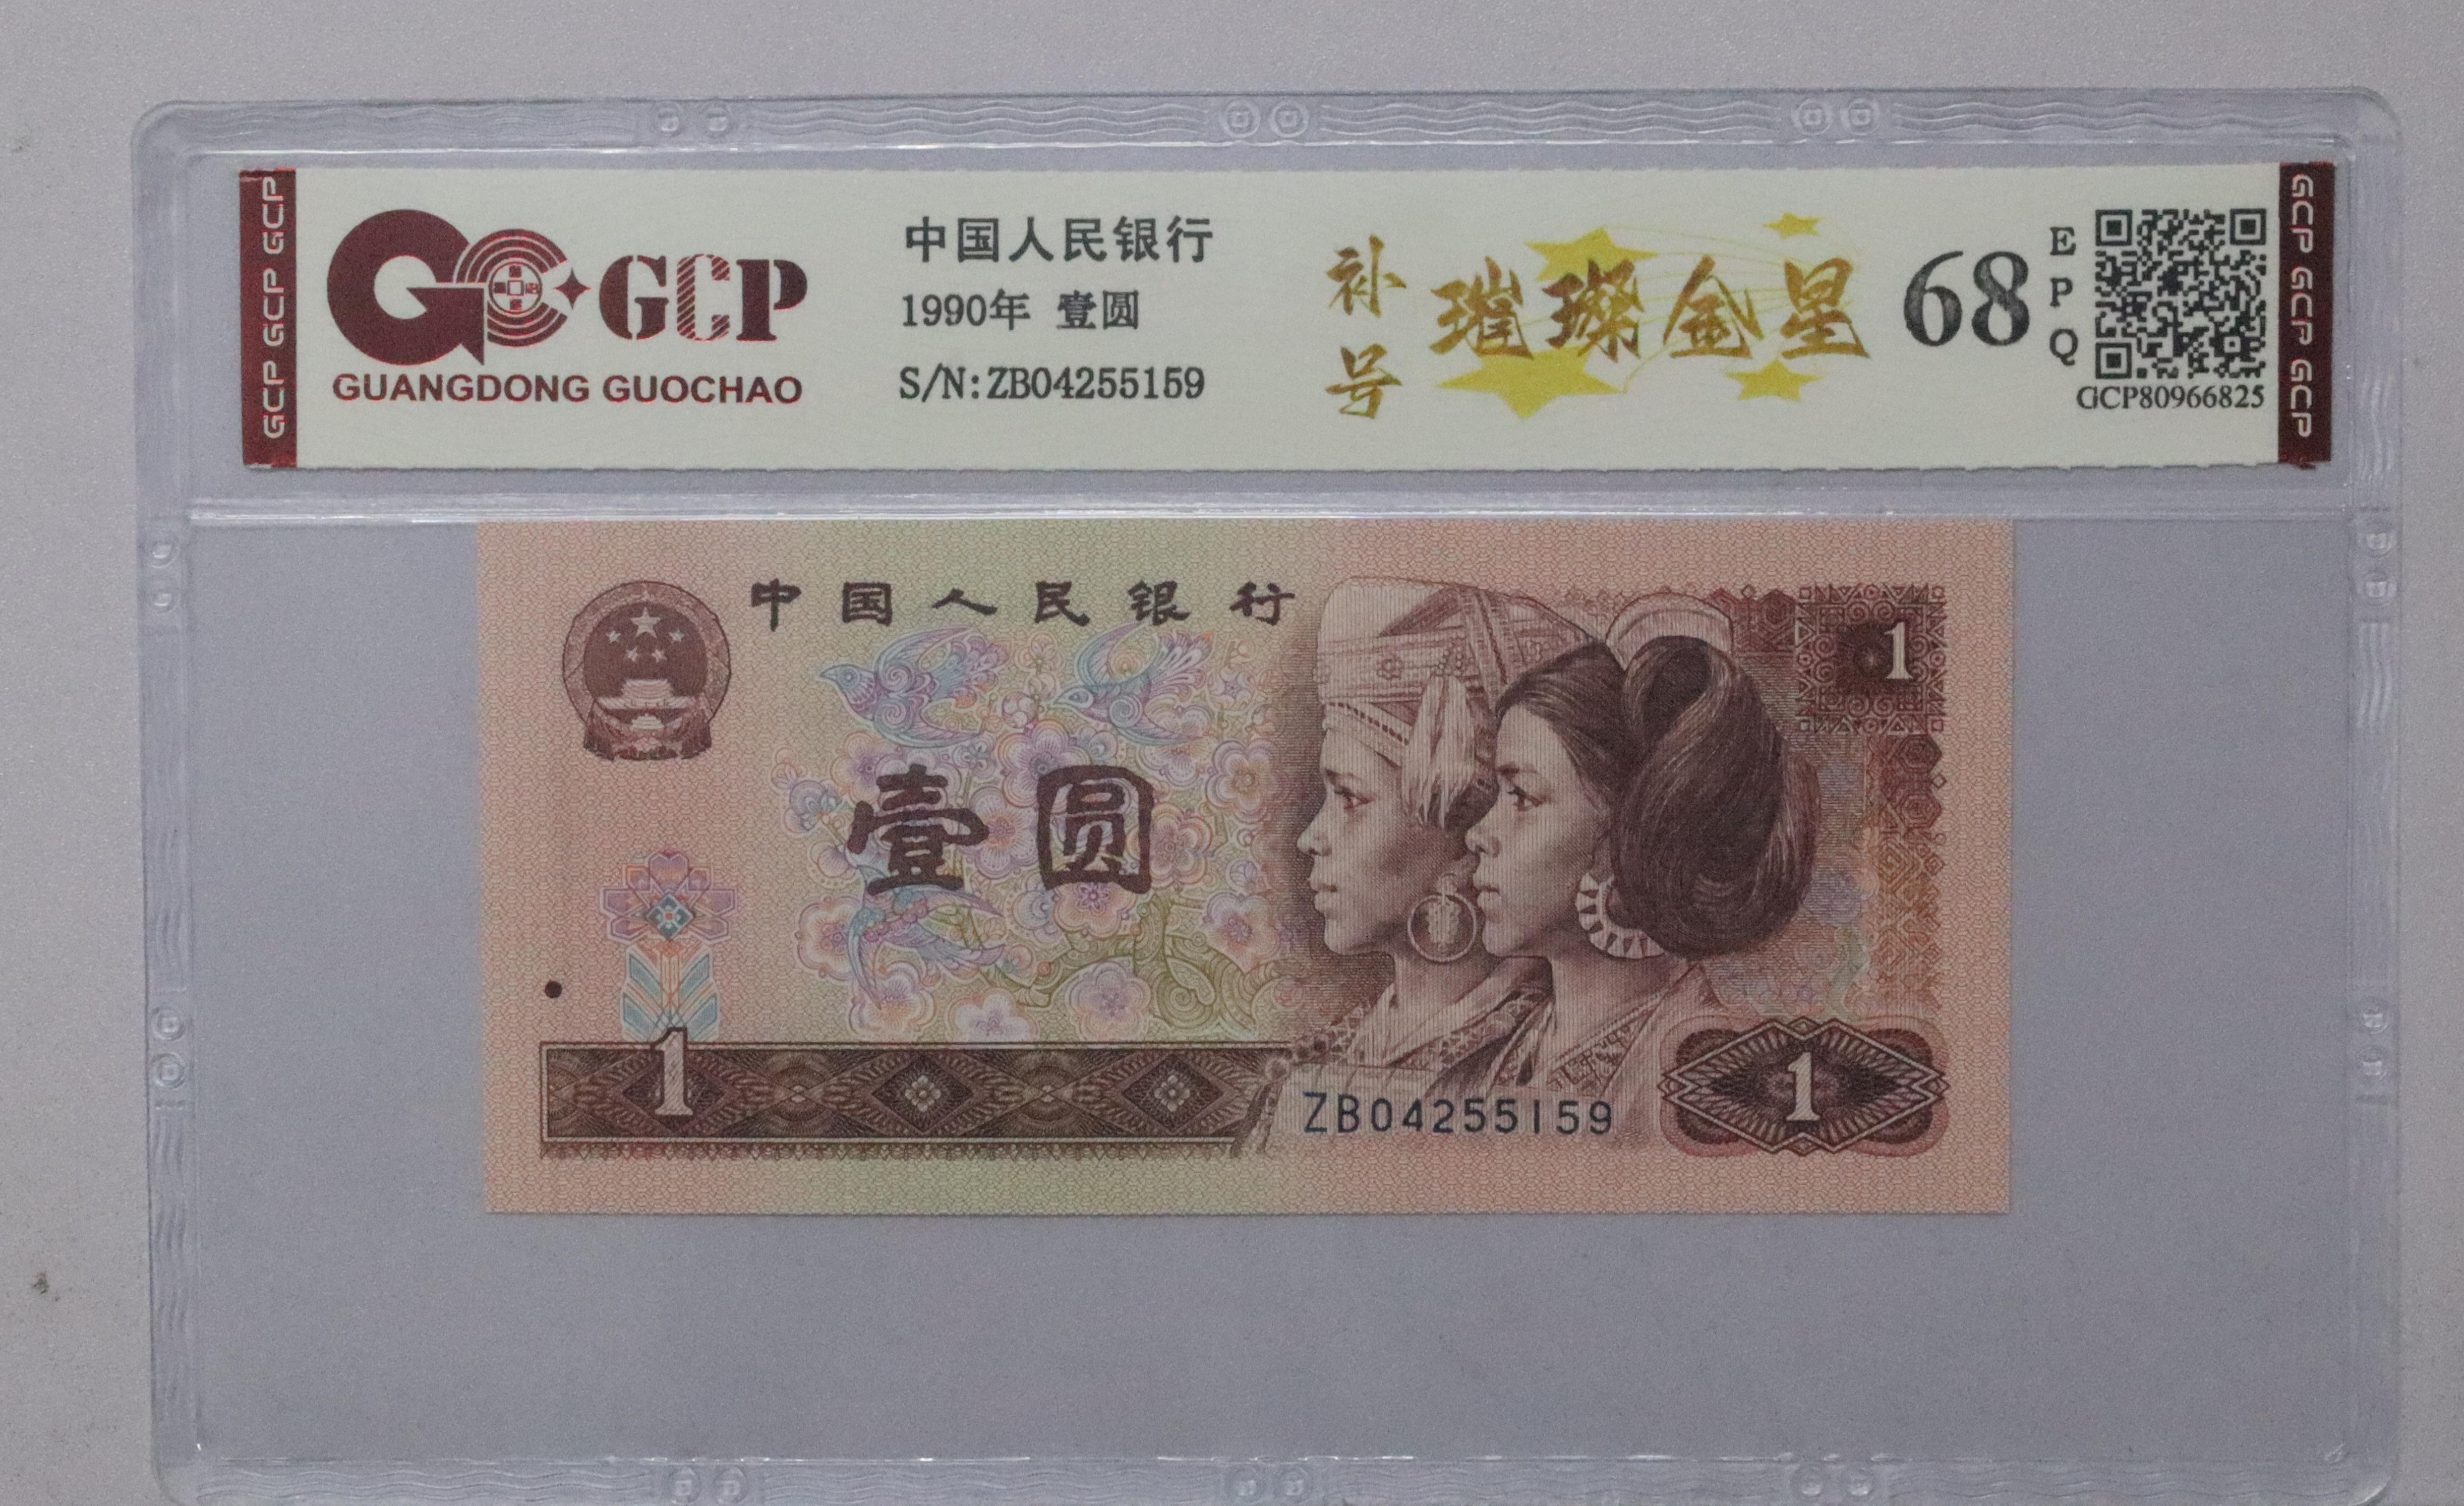 GCP GCP GCP
GCP
GUANGDONG GUOCHAO
中国人民银行
1990年 壹圆
S/N:ZB04255159
补号
璀璨金星
68
EPQ
GCP80966825
GCP GCP GCP
中国人民银行
1
壹圆
1
1
ZB04255159